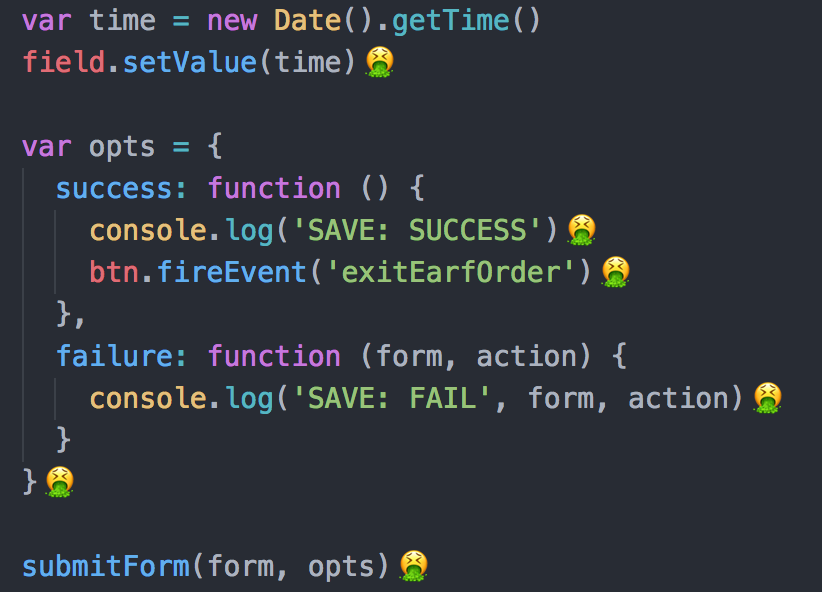 var time = new Date().getTime()
field.setValue(time)🤮

var opts = {
  success: function () {
    console.log('SAVE: SUCCESS')🤮
    btn.fireEvent('exitEarfOrder')🤮
  },
  failure: function (form, action) {
    console.log('SAVE: FAIL', form, action)🤮
  }
}🤮

submitForm(form, opts)🤮